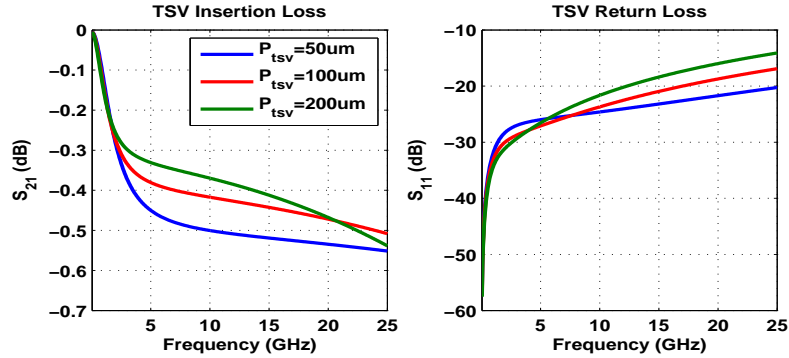 TSV Insertion Loss
0
−0.1
−0.2
−0.3
−0.4
−0.5
−0.6
−0.7
S21 (dB)
Ptsv=50um
Ptsv=100um
Ptsv=200um
5 10 15 20 25
Frequency (GHz)
TSV Return Loss
−10
−20
−30
−40
−50
−60
S11 (dB)
5 10 15 20 25
Frequency (GHz)